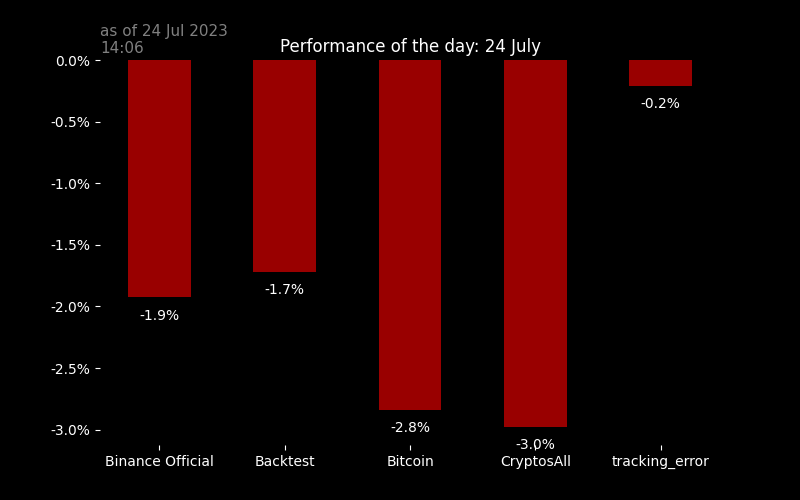 as of 24 Jul 2023
14:06
Performance of the day: 24 July
0.0%
-0.5%
-1.0%
-1.5%
-2.0%
-2.5%
-3.0%
-1.9%
-1.7%
-2.8%
-3.0%
-0.2%
Binance Official
Backtest
Bitcoin
CryptosAll
tracking_error